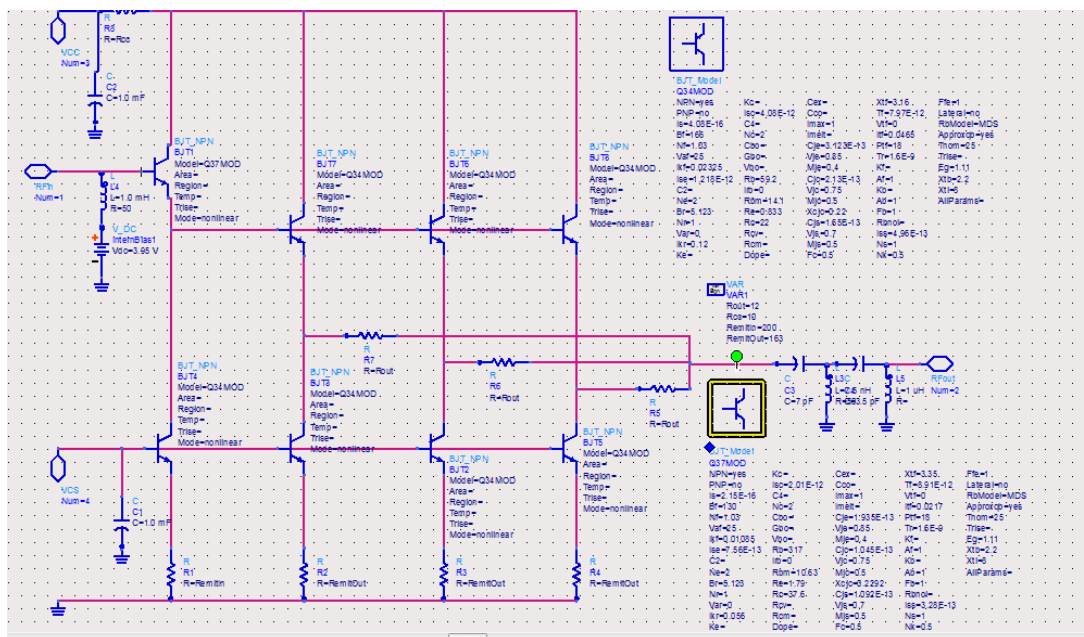 R
R8
R=Rcs
VCC
Num=3
C
C2
C=1.0 mF
RFin
Num=1
L
L4
L=1.0 mH
R=50
V_DC
InternBias1
Vdc=3.95 V
BJT_NPN
BJT1
Model=Q37MOD
Area=
Region=
Temp=
Trise=
Mode=nonlinear
BJT_NPN
BJT7
Model=Q34MOD
Area=
Region=
Temp=
Trise=
Mode=nonlinear
BJT_NPN
BJT6
Model=Q34MOD
Area=
Region=
Temp=
Trise=
Mode=nonlinear
BJT_NPN
BJT8
Model=Q34MOD
Area=
Region=
Temp=
Trise=
Mode=nonlinear
BJT_Model
Q34MOD
NPN=yes
PNP=no
Is=4.08E-16
Bf=166
Nf=1.03
Vaf=25
Ikf=0.02325
Ise=1.218E-12
C2=
Ne=2
Br=5.123
Nr=1
Var=0
Ikr=0.12
Ke=
Kc=
Isc=4.08E-12
C4=
Nc=2
Cbo=
Gbo=
Vbo=
Rb=59.2
Irb=0
Rbm=14.1
Re=0.833
Rc=22
Rcv=
Rcm=
Dope=
Cex=
Cco=
Imax=1
Imelt=
Cje=3.123E-13
Vje=0.85
Mje=0.4
Cjc=2.13E-13
Vjc=0.75
Mjc=0.5
Xcjc=0.22
Cjs=1.65E-13
Vjs=0.7
Mjs=0.5
Fc=0.5
Xtf=3.16
Tf=7.97E-12
Vtf=0
Itf=0.0465
Ptf=18
Tr=1.6E-9
Kf=
Af=1
Kb=
Ab=1
Fb=1
Rbnoi=
Iss=4.96E-13
Ns=1
Nk=0.5
Ffe=1
Lateral=no
RbModel=MDS
Approxqb=yes
Tnom=25
Trise=
Eg=1.11
Xtb=2.2
Xti=8
AllParams=
VAR
VAR1
Rout=12
Rcs=10
RemitIn=200
RemitOut=163
R
R7
R=Rout
R
R6
R=Rout
R
R5
R=Rout
C
C3
C=7 pF
L5
L=1 uH
R=
RFout
Num=2
BJT_NPN
BJT4
Model=Q34MOD
Area=
Region=
Temp=
Trise=
Mode=nonlinear
BJT_NPN
BJT3
Model=Q34MOD
Area=
Region=
Temp=
Trise=
Mode=nonlinear
BJT_NPN
BJT2
Model=Q34MOD
Area=
Region=
Temp=
Trise=
Mode=nonlinear
BJT_NPN
BJT5
Model=Q34MOD
Area=
Region=
Temp=
Trise=
Mode=nonlinear
VCS
Num=4
C
C1
C=1.0 mF
R
R1
R=RemitIn
R
R2
R=RemitOut
R
R3
R=RemitOut
R
R4
R=RemitOut
BJT_Model
Q37MOD
NPN=yes
PNP=no
Is=2.15E-16
Bf=130
Nf=1.03
Vaf=25
Ikf=0.01085
Ise=7.56E-13
C2=
Ne=2
Br=5.123
Nr=1
Var=0
Ikr=0.056
Ke=
Kc=
Isc=2.01E-12
C4=
Nc=2
Cbo=
Gbo=
Vbo=
Rb=317
Irb=0
Rbm=10.63
Re=1.79
Rc=37.6
Rcv=
Rcm=
Dope=
Cex=
Cco=
Imax=1
Imelt=
Cje=1.935E-13
Vje=0.85
Mje=0.4
Cjc=1.045E-13
Vjc=0.75
Mjc=0.5
Xcjc=0.2292
Cjs=1.092E-13
Vjs=0.7
Mjs=0.5
Fc=0.5
Xtf=3.35
Tf=8.91E-12
Vtf=0
Itf=0.0217
Ptf=18
Tr=1.6E-9
Kf=
Af=1
Kb=
Ab=1
Fb=1
Rbnoi=
Iss=3.28E-13
Ns=1
Nk=0.5
Ffe=1
Lateral=no
RbModel=MDS
Approxqb=yes
Tnom=25
Trise=
Eg=1.11
Xtb=2.2
Xti=8
AllParams=